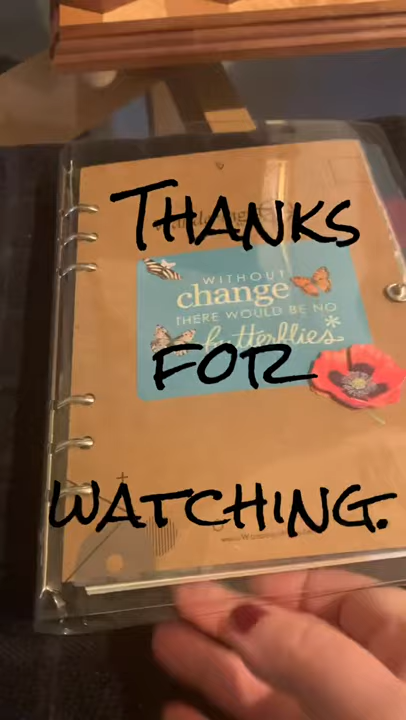 THANKS
WITHOUT
change
THERE WOULD BE NO
butterflies*
FOR
WATCHING.